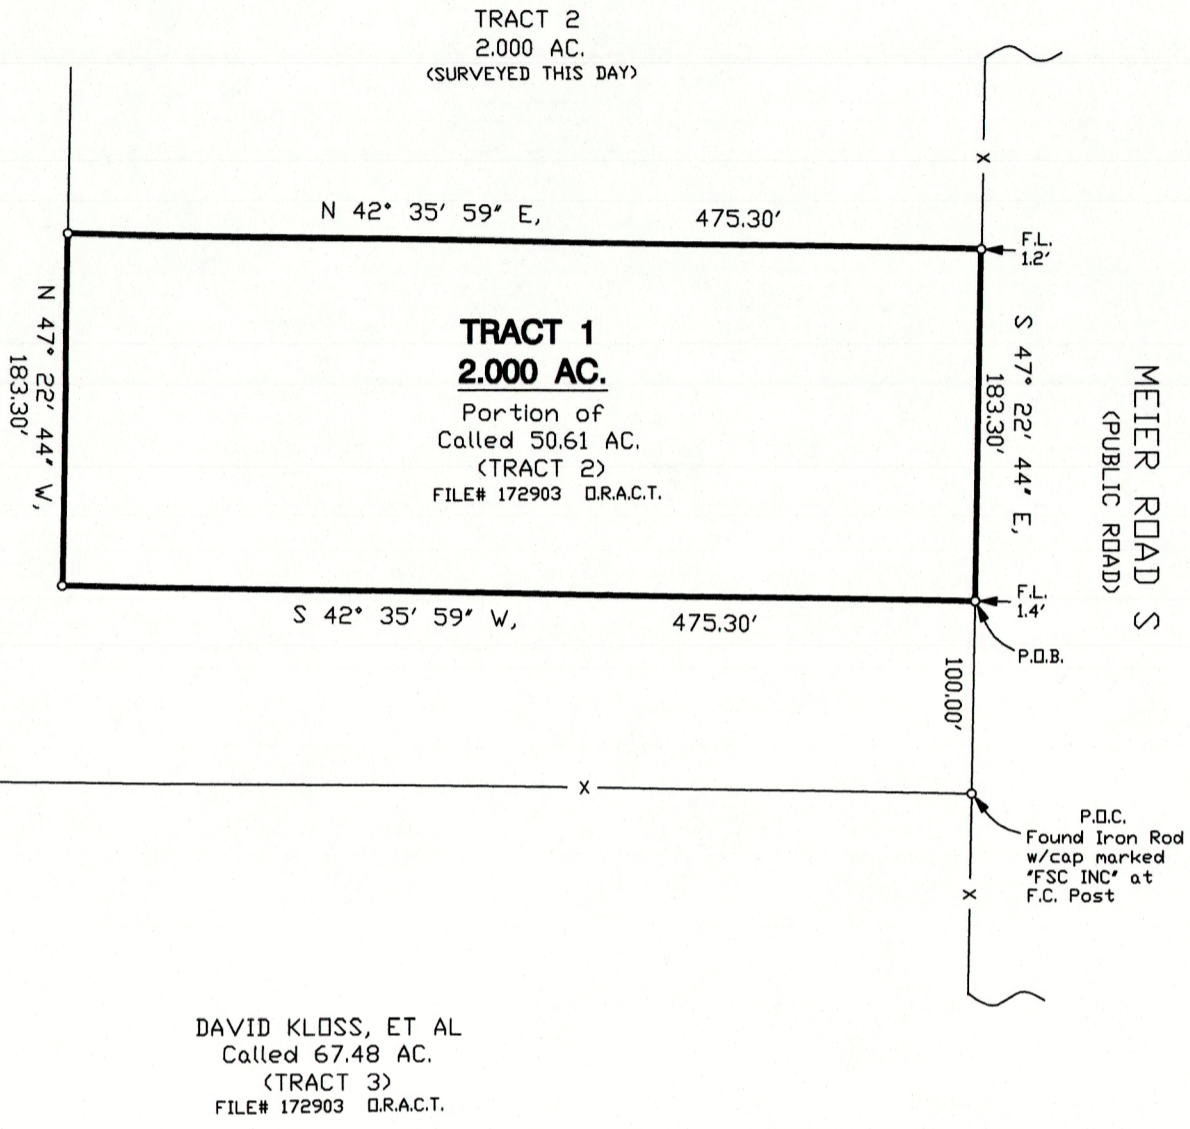 TRACT 2
2.000 AC.
(SURVEYED THIS DAY)
N 42° 35' 59" E, 475.30'
F.L.
1.2'
N 47° 22' 44" W,
183.30'
TRACT 1
2.000 AC.
Portion of
Called 50.61 AC.
(TRACT 2)
FILE# 172903 O.R.A.C.T.
S 47° 22' 44" E,
183.30'
MEIER ROAD S
(PUBLIC ROAD)
S 42° 35' 59" W, 475.30'
F.L.
1.4'
P.O.B.
100.00'
X
X
X
P.O.C.
Found Iron Rod
w/cap marked
"FSC INC" at
F.C. Post
DAVID KLOSS, ET AL
Called 67.48 AC.
(TRACT 3)
FILE# 172903 O.R.A.C.T.